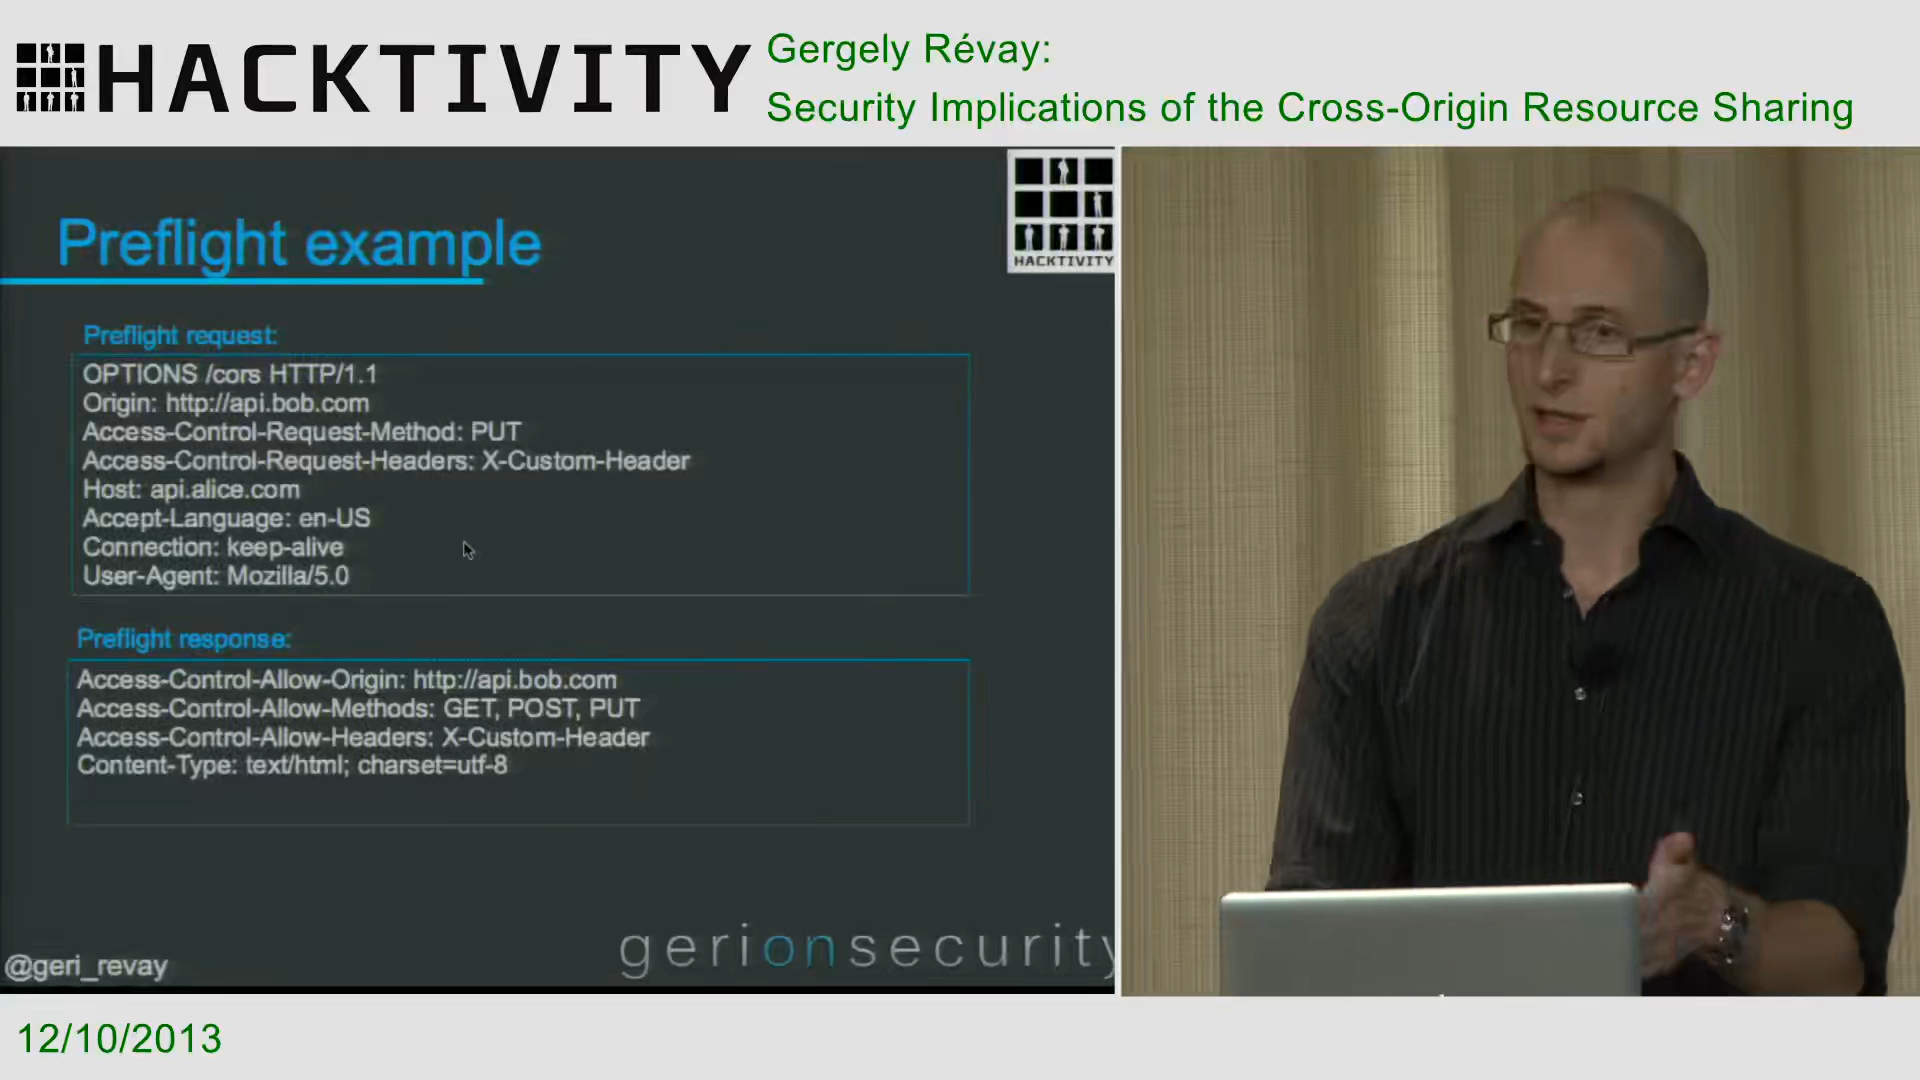 HACKTIVITY
Gergely Révay:
Security Implications of the Cross-Origin Resource Sharing
HACKTIVITY
Preflight example
Preflight request:
OPTIONS /cors HTTP/1.1
Origin: http://api.bob.com
Access-Control-Request-Method: PUT
Access-Control-Request-Headers: X-Custom-Header
Host: api.alice.com
Accept-Language: en-US
Connection: keep-alive
User-Agent: Mozilla/5.0
Preflight response:
Access-Control-Allow-Origin: http://api.bob.com
Access-Control-Allow-Methods: GET, POST, PUT
Access-Control-Allow-Headers: X-Custom-Header
Content-Type: text/html; charset=utf-8
gerionsecurity
@geri_revay
12/10/2013